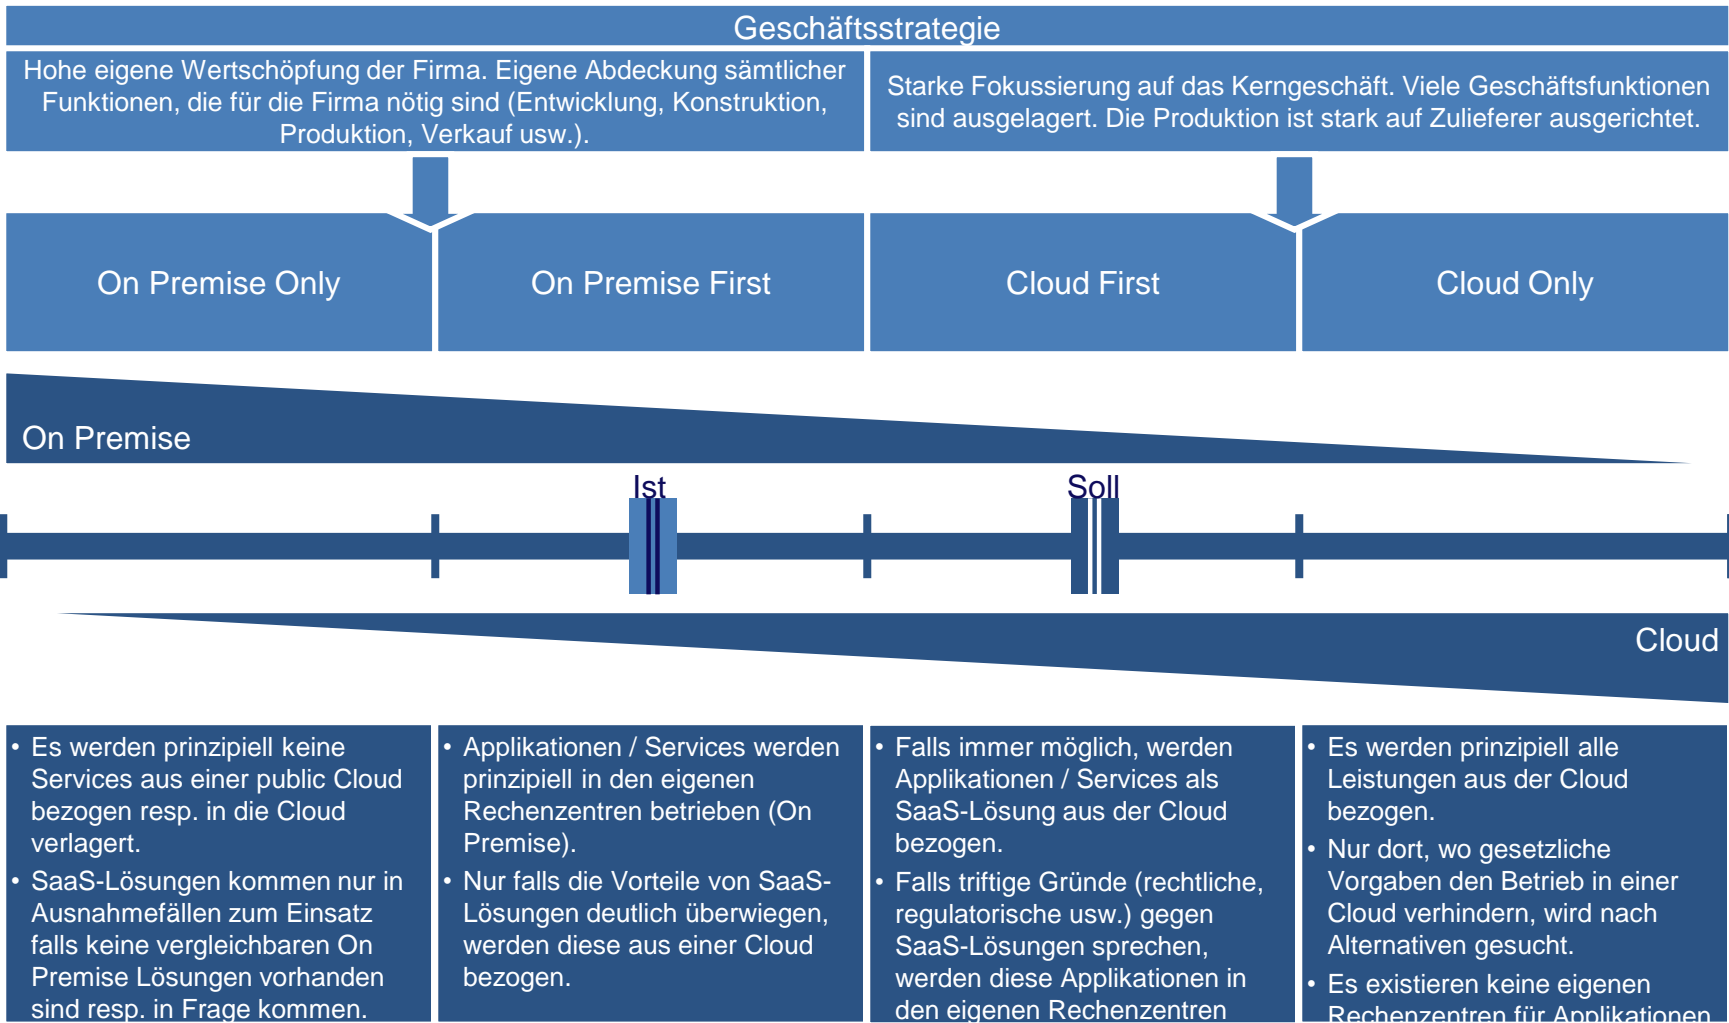 Geschäftsstrategie
Hohe eigene Wertschöpfung der Firma. Eigene Abdeckung sämtlicher
Funktionen, die für die Firma nötig sind (Entwicklung, Konstruktion,
Produktion, Verkauf usw.).
Starke Fokussierung auf das Kerngeschäft. Viele Geschäftsfunktionen
sind ausgelagert. Die Produktion ist stark auf Zulieferer ausgerichtet.
On Premise Only
On Premise First
Cloud First
Cloud Only
On Premise
Ist
Soll
Cloud
• Es werden prinzipiell keine
Services aus einer public Cloud
bezogen resp. in die Cloud
verlagert.
• SaaS-Lösungen kommen nur in
Ausnahmefällen zum Einsatz
falls keine vergleichbaren On
Premise Lösungen vorhanden
sind resp. in Frage kommen.
• Applikationen / Services werden
prinzipiell in den eigenen
Rechenzentren betrieben (On
Premise).
• Nur falls die Vorteile von SaaS-
Lösungen deutlich überwiegen,
werden diese aus einer Cloud
bezogen.
• Falls immer möglich, werden
Applikationen / Services als
SaaS-Lösung aus der Cloud
bezogen.
• Falls triftige Gründe (rechtliche,
regulatorische usw.) gegen
SaaS-Lösungen sprechen,
werden diese Applikationen in
den eigenen Rechenzentren
• Es werden prinzipiell alle
Leistungen aus der Cloud
bezogen.
• Nur dort, wo gesetzliche
Vorgaben den Betrieb in einer
Cloud verhindern, wird nach
Alternativen gesucht.
• Es existieren keine eigenen
Rechenzentren für Applikationen